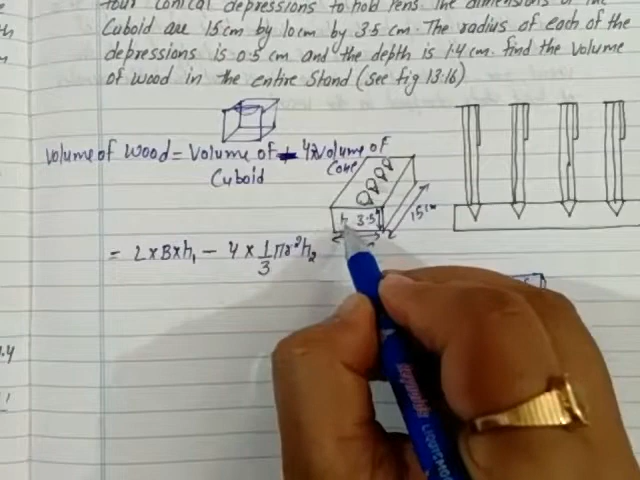 four conical depressions to hold pens. The dimensions of the
Cuboid are 15cm by 10cm by 3.5 cm. The radius of each of the
depressions is 0.5 cm and the depth is 1.4 cm. find the volume
of wood in the entire Stand (see fig 13.16)
Volume of Wood = Volume of - 4x volume of
Cuboid Cone
h 3.5
15cm
= L × B × h₁ - 4 × 1/3 πr²h₂